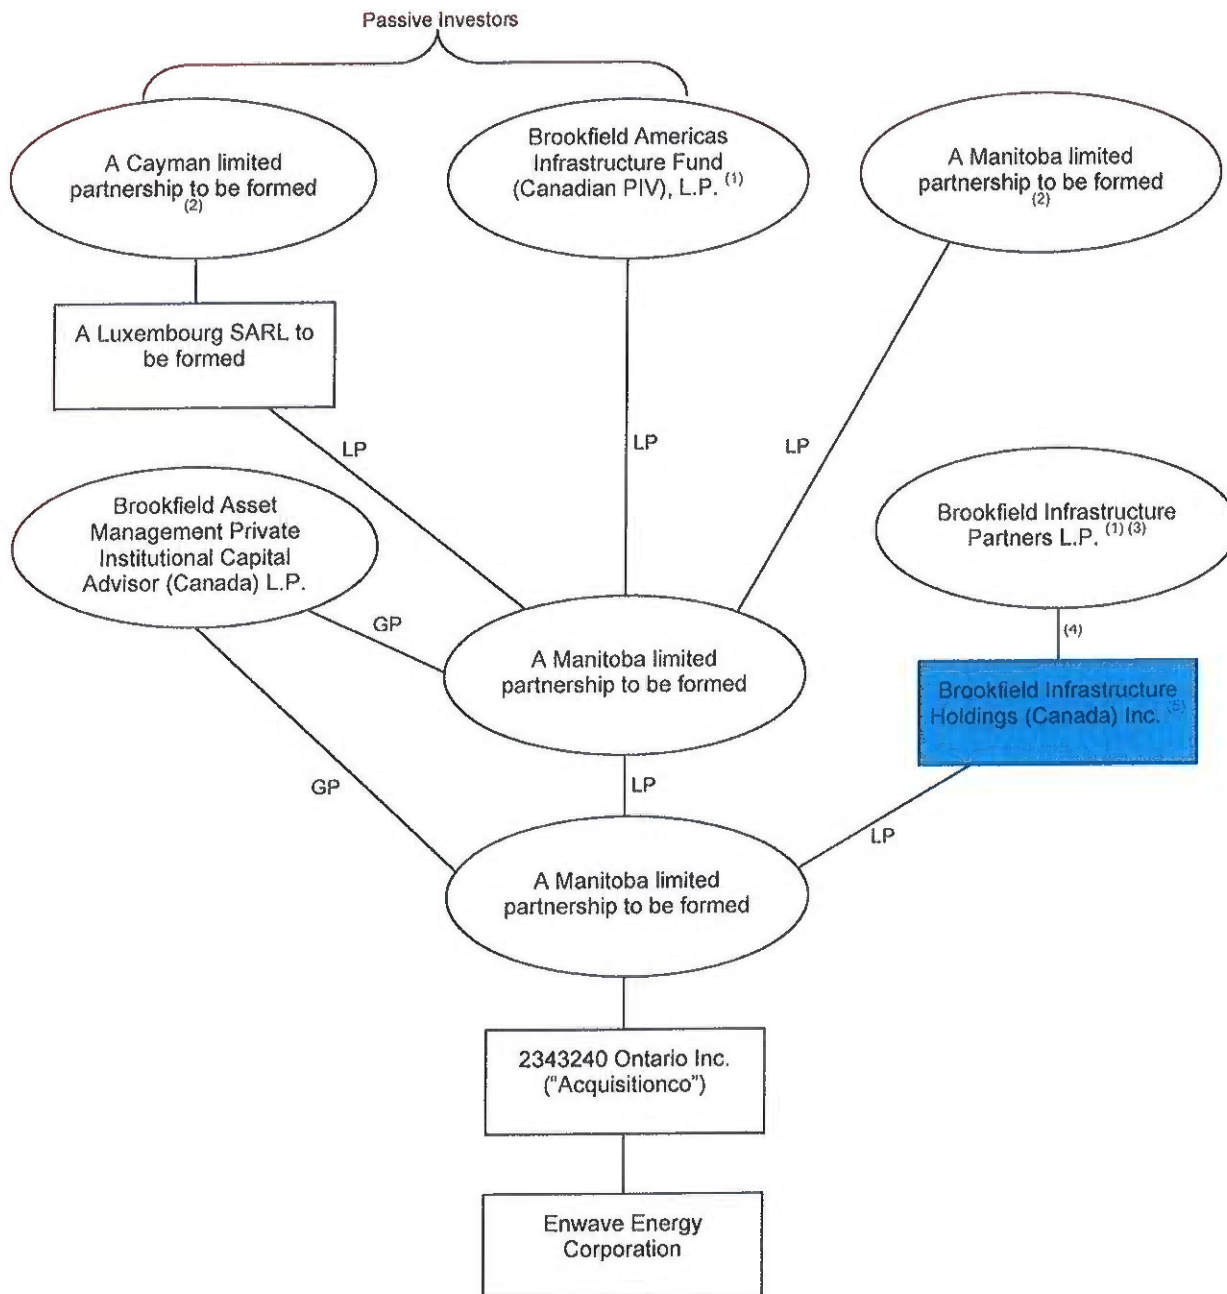 Passive Investors
A Cayman limited
partnership to be formed
(2)
Brookfield Americas
Infrastructure Fund
(Canadian PIV), L.P. (1)
A Manitoba limited
partnership to be formed
(2)
A Luxembourg SARL to
be formed
LP
LP
LP
Brookfield Asset
Management Private
Institutional Capital
Advisor (Canada) L.P.
Brookfield Infrastructure
Partners L.P. (1) (3)
GP
(4)
A Manitoba limited
partnership to be formed
Brookfield Infrastructure
Holdings (Canada) Inc. (5)
GP
LP
LP
A Manitoba limited
partnership to be formed
2343240 Ontario Inc.
("Acquisitionco")
Enwave Energy
Corporation